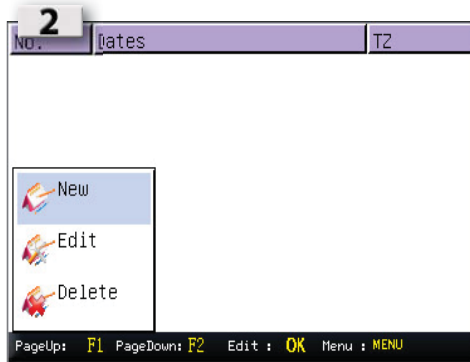 2
No. Dates TZ
New
Edit
Delete
PageUp: F1 PageDown: F2 Edit : OK Menu : MENU